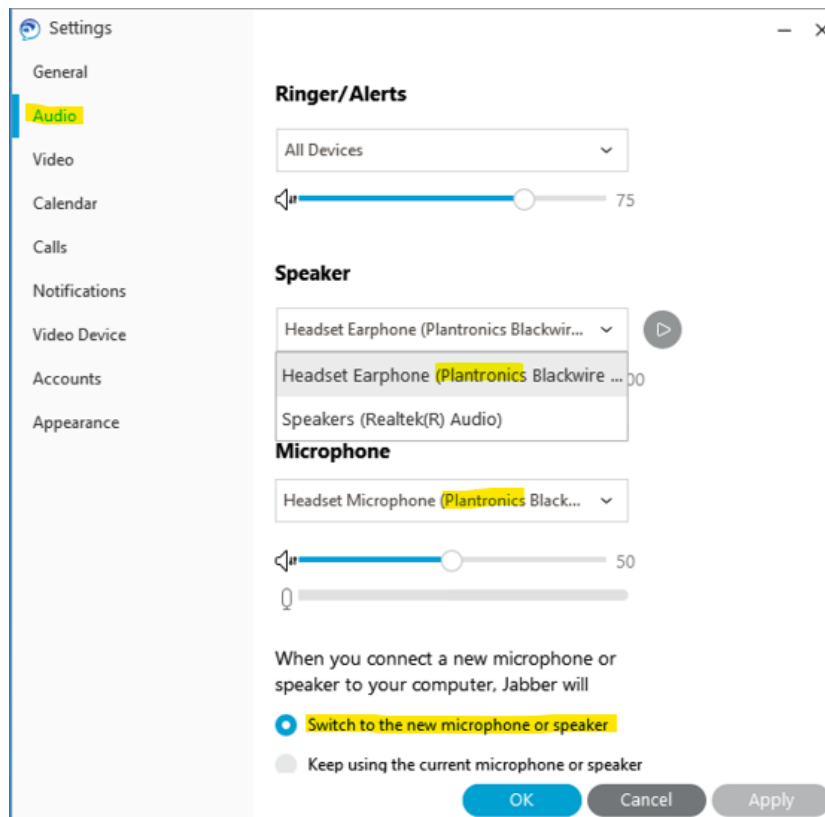 Settings
General
Audio
Video
Calendar
Calls
Notifications
Video Device
Accounts
Appearance
Ringer/Alerts
All Devices
75
Speaker
Headset Earphone (Plantronics Blackwir...
Headset Earphone (Plantronics Blackwire ...
00
Speakers (Realtek(R) Audio)
Microphone
Headset Microphone (Plantronics Black...
50
When you connect a new microphone or
speaker to your computer, Jabber will
Switch to the new microphone or speaker
Keep using the current microphone or speaker
OK
Cancel
Apply